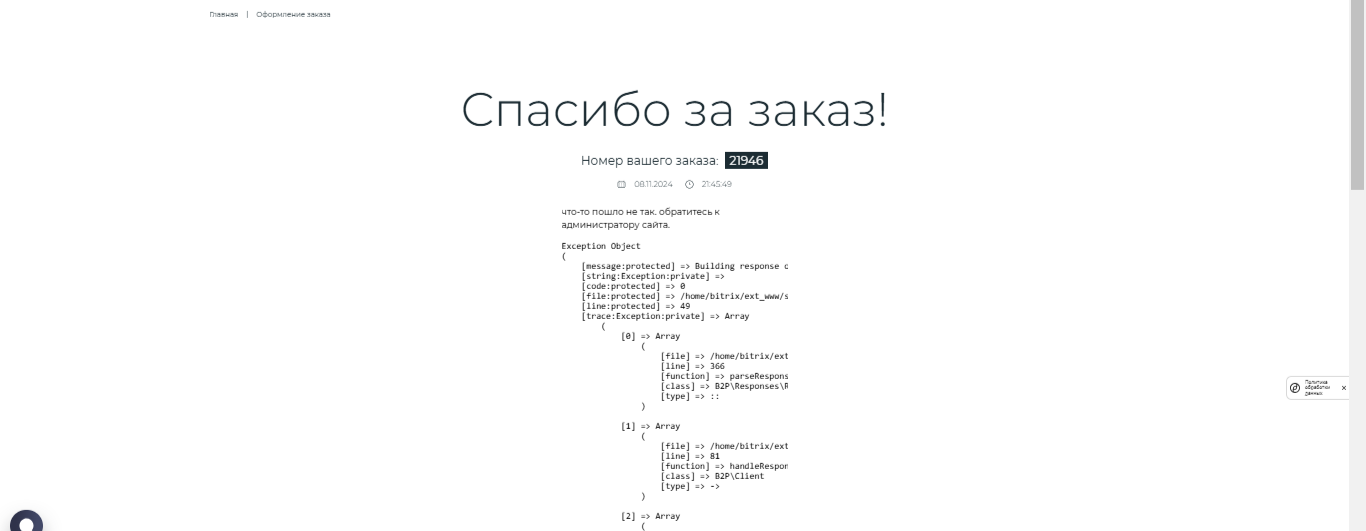 Главная | Оформление заказа
Спасибо за заказ!
Номер вашего заказа: 21946
08.11.2024 21:45:49
что-то пошло не так. обратитесь к
администратору сайта.
Exception Object
(
[message:protected] => Building response o
[string:Exception:private] =>
[code:protected] => 0
[file:protected] => /home/bitrix/ext_www/s
[line:protected] => 49
[trace:Exception:private] => Array
(
[0] => Array
(
[file] => /home/bitrix/ext
[line] => 366
[function] => parseRespons
[class] => B2P\Responses\R
[type] => ::
)
[1] => Array
(
[file] => /home/bitrix/ext
[line] => 81
[function] => handleRespon
[class] => B2P\Client
[type] => ->
)
[2] => Array
(
Политика
обработки
данных